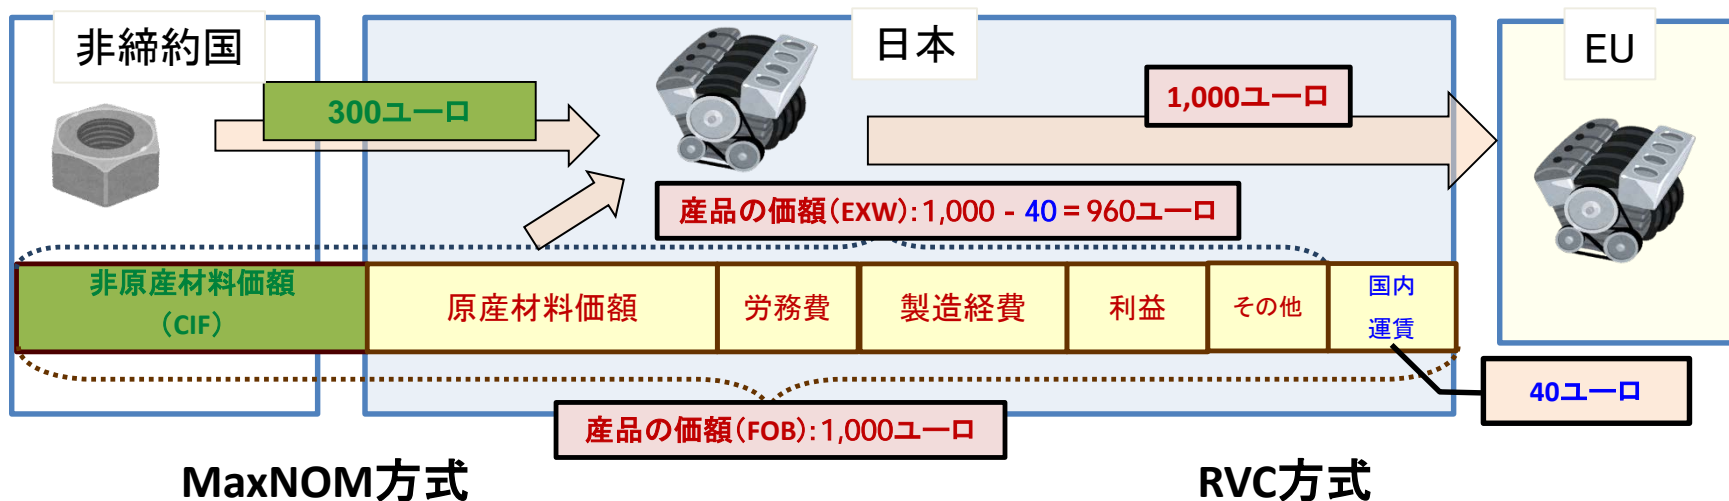 非締約国
日本
EU
300ユーロ
1,000ユーロ
産品の価額(EXW):1,000 - 40 = 960ユーロ
非原産材料価額
(CIF)
原産材料価額
労務費
製造経費
利益
その他
国内
運賃
40ユーロ
産品の価額(FOB):1,000ユーロ
MaxNOM方式
RVC方式